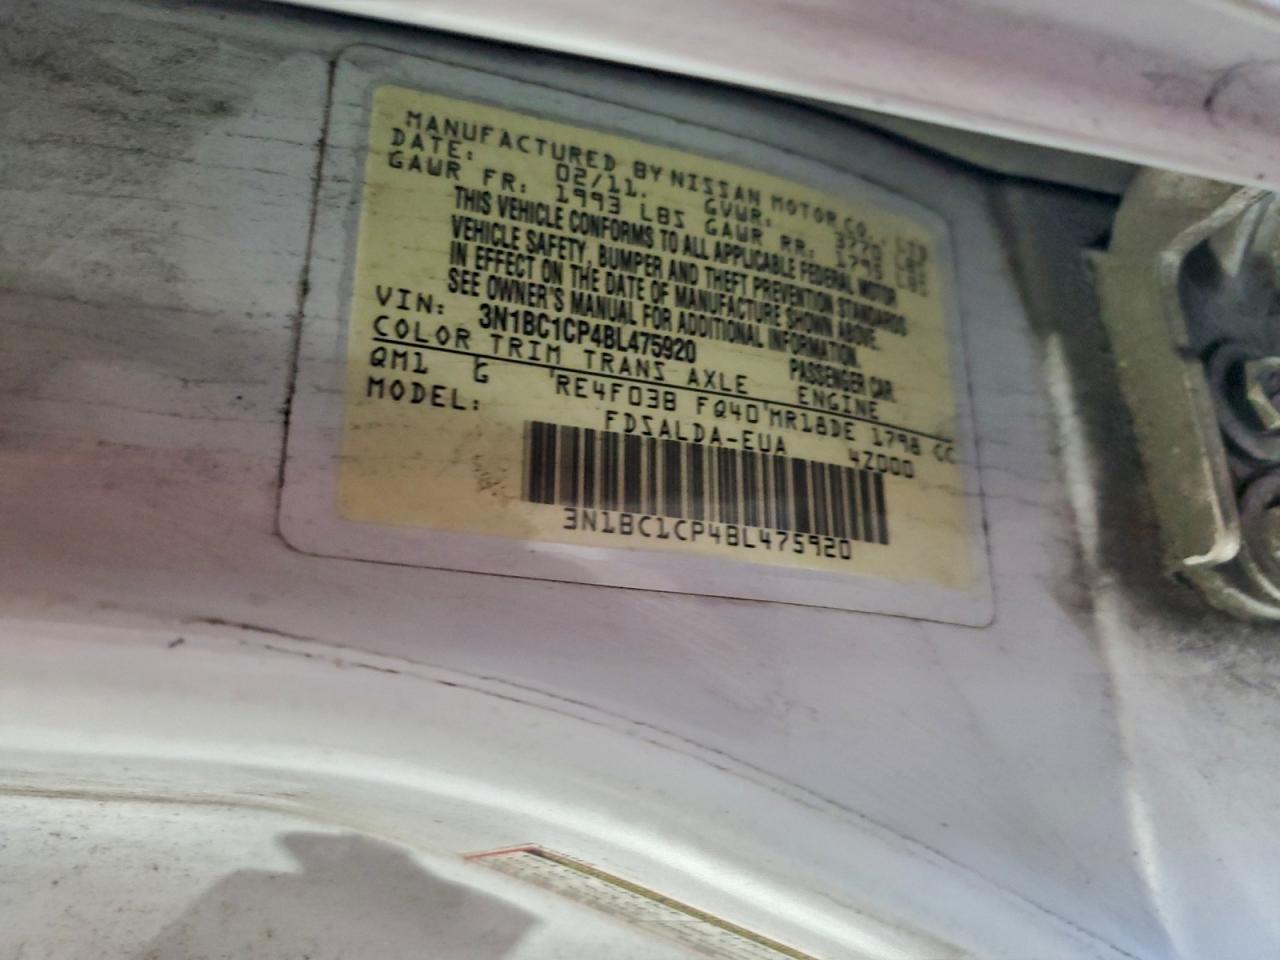 MANUFACTURED BY NISSAN MOTOR CO., LTD
DATE: 02/11. GVWR: 3770 LBS
GAWR FR: 1993 LBS GAWR RR: 1795 LBS
THIS VEHICLE CONFORMS TO ALL APPLICABLE FEDERAL MOTOR
VEHICLE SAFETY, BUMPER AND THEFT PREVENTION STANDARDS
IN EFFECT ON THE DATE OF MANUFACTURE SHOWN ABOVE.
SEE OWNER'S MANUAL FOR ADDITIONAL INFORMATION.
VIN: 3N1BC1CP4BL475920 PASSENGER CAR
COLOR TRIM TRANS AXLE ENGINE
QM1 G RE4F03B FQ40 MR18DE 1798 CC
MODEL: FDSALDA-EUA 4Z000
3N1BC1CP4BL475920